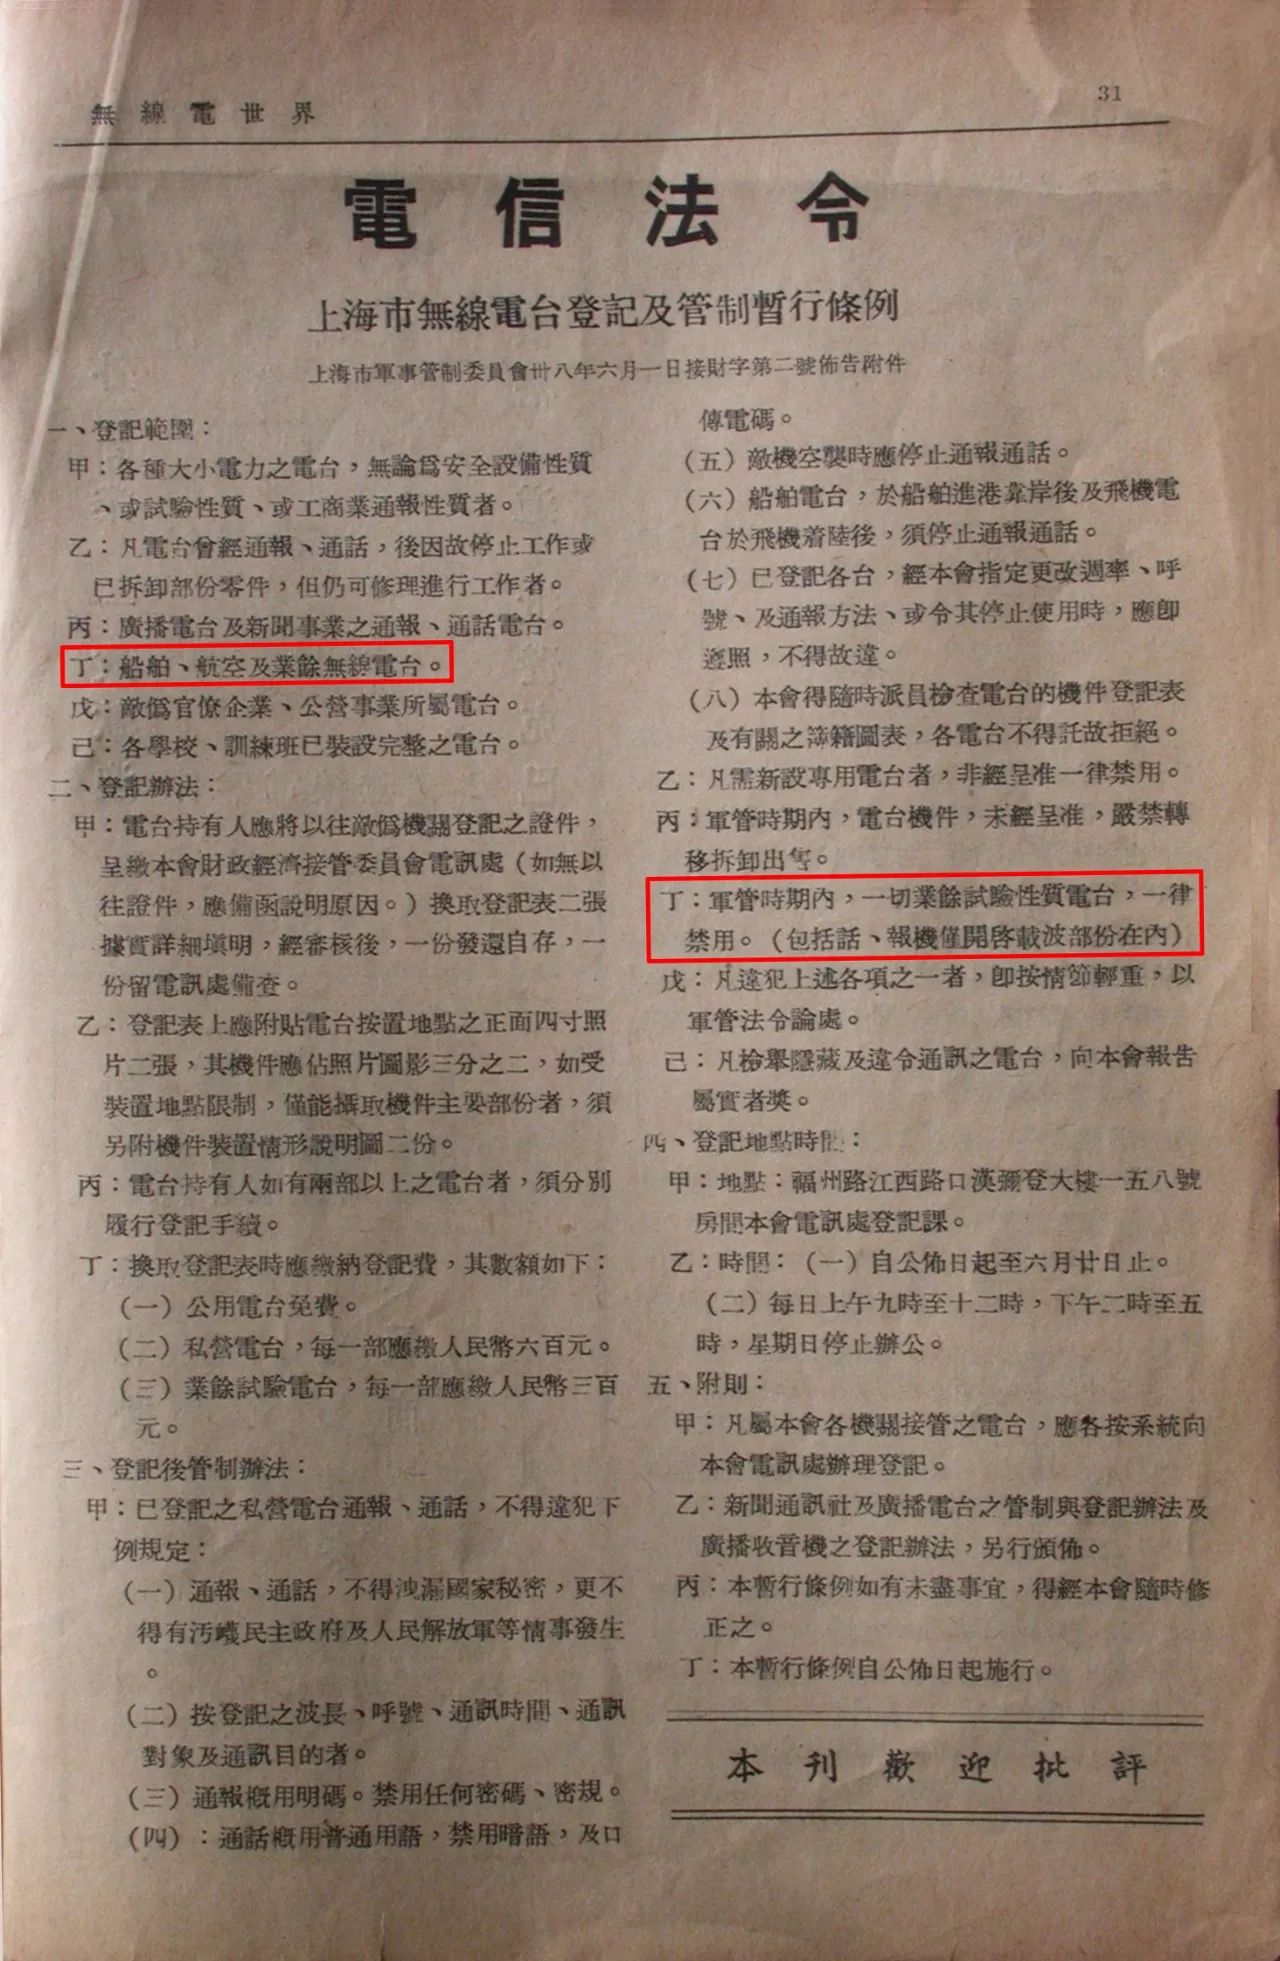 無線電世界
31
電信法令
上海市無線電台登記及管制暫行條例
上海市軍事管制委員會卅八年六月一日接財字第二號佈告附件
一、登記範圍：
甲：各種大小電力之電台，無論爲安全設備性質
、或試驗性質、或工商業通報性質者。
乙：凡電台曾經通報、通話，後因故停止工作或
已拆卸部份零件，但仍可修理進行工作者。
丙：廣播電台及新聞事業之通報、通話電台。
丁：船舶、航空及業餘無線電台。
戊：敵僞官僚企業、公營事業所屬電台。
己：各學校、訓練班已裝設完整之電台。
二、登記辦法：
甲：電台持有人應將以往敵僞機關登記之證件，
呈繳本會財政經濟接管委員會電訊處（如無以
往證件，應備函說明原因。）換取登記表二張
據實詳細填明，經審核後，一份發還自存，一
份留電訊處備查。
乙：登記表上應附貼電台按置地點之正面四寸照
片二張，其機件應佔照片圖影三分之二，如受
裝置地點限制，僅能攝取機件主要部份者，須
另附機件裝置情形說明圖二份。
丙：電台持有人如有兩部以上之電台者，須分別
履行登記手續。
丁：換取登記表時應繳納登記費，其數額如下：
（一）公用電台免費。
（二）私營電台，每一部應繳人民幣六百元。
（三）業餘試驗電台，每一部應繳人民幣三百
元。
三、登記後管制辦法：
甲：已登記之私營電台通報、通話，不得違犯下
例規定：
（一）通報、通話，不得洩漏國家秘密，更不
得有汚衊民主政府及人民解放軍等情事發生
。
（二）按登記之波長、呼號、通訊時間、通訊
對象及通訊目的者。
（三）通報概用明碼。禁用任何密碼、密規。
（四）：通話概用普通用語，禁用暗語，及口
傳電碼。
（五）敵機空襲時應停止通報通話。
（六）船舶電台，於船舶進港靠岸後及飛機電
台於飛機着陸後，須停止通報通話。
（七）已登記各台，經本會指定更改週率、呼
號、及通報方法、或令其停止使用時，應卽
遵照，不得故違。
（八）本會得隨時派員檢查電台的機件登記表
及有關之簿籍圖表，各電台不得託故拒絕。
乙：凡需新設專用電台者，非經呈准一律禁用。
丙：軍管時期內，電台機件，未經呈准，嚴禁轉
移拆卸出售。
丁：軍管時期內，一切業餘試驗性質電台，一律
禁用。（包括話、報機僅開啓載波部份在內）
戊：凡違犯上述各項之一者，卽按情節輕重，以
軍管法令論處。
己：凡檢舉隱藏及違令通訊之電台，向本會報告
屬實者獎。
四、登記地點時間：
甲：地點：福州路江西路口漢彌登大樓一五八號
房間本會電訊處登記課。
乙：時間：（一）自公佈日起至六月廿日止。
（二）每日上午九時至十二時，下午二時至五
時，星期日停止辦公。
五、附則：
甲：凡屬本會各機關接管之電台，應各按系統向
本會電訊處辦理登記。
乙：新聞通訊社及廣播電台之管制與登記辦法及
廣播收音機之登記辦法，另行頒佈。
丙：本暫行條例如有未盡事宜，得經本會隨時修
正之。
丁：本暫行條例自公佈日起施行。
本刊歡迎批評